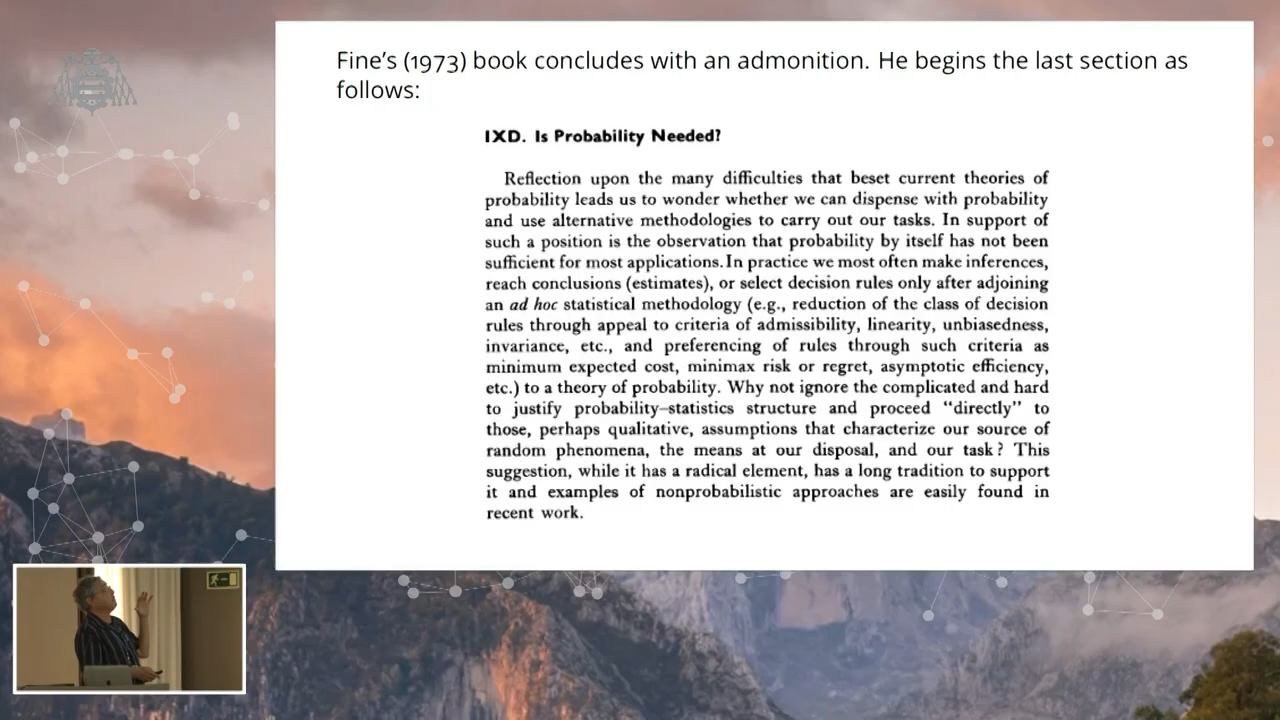 Fine's (1973) book concludes with an admonition. He begins the last section as
follows:
IXD. Is Probability Needed?
Reflection upon the many difficulties that beset current theories of
probability leads us to wonder whether we can dispense with probability
and use alternative methodologies to carry out our tasks. In support of
such a position is the observation that probability by itself has not been
sufficient for most applications. In practice we most often make inferences,
reach conclusions (estimates), or select decision rules only after adjoining
an ad hoc statistical methodology (e.g., reduction of the class of decision
rules through appeal to criteria of admissibility, linearity, unbiasedness,
invariance, etc., and preferencing of rules through such criteria as
minimum expected cost, minimax risk or regret, asymptotic efficiency,
etc.) to a theory of probability. Why not ignore the complicated and hard
to justify probability–statistics structure and proceed “directly” to
those, perhaps qualitative, assumptions that characterize our source of
random phenomena, the means at our disposal, and our task? This
suggestion, while it has a radical element, has a long tradition to support
it and examples of nonprobabilistic approaches are easily found in
recent work.